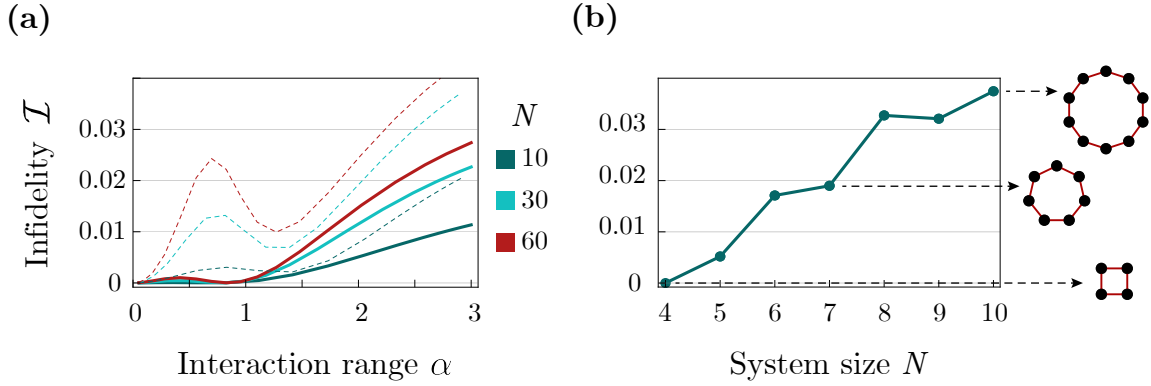 (a)
Infidelity ℐ
0.03
0.02
0.01
0
0 1 2 3
Interaction range α
N
10
30
60
(b)
0.03
0.02
0.01
0
4 5 6 7 8 9 10
System size N